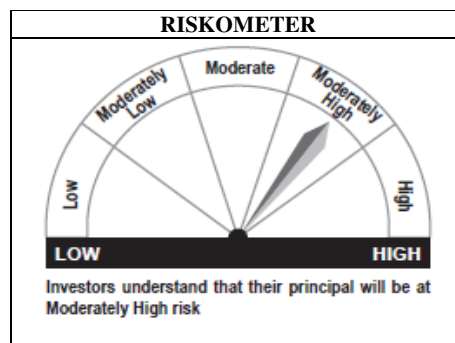 RISKOMETER
Low
Moderately
Low
Moderate
Moderately
High
High
LOW
HIGH
Investors understand that their principal will be at
Moderately High risk